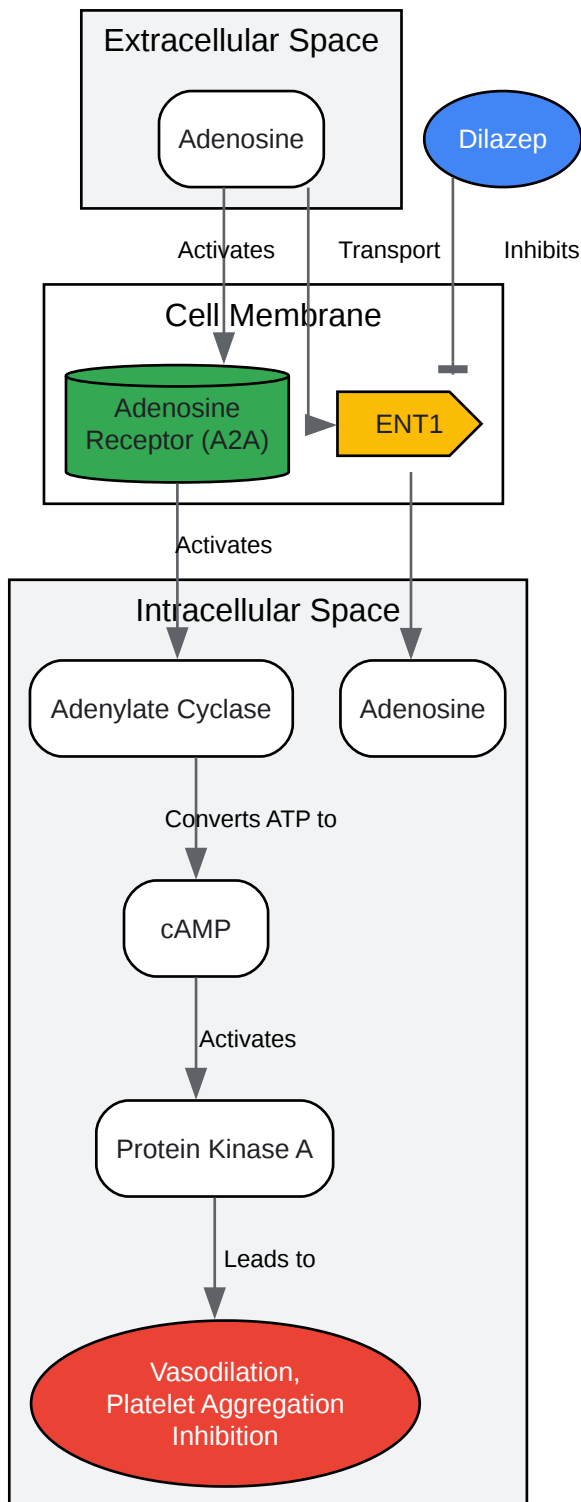 Extracellular Space
Adenosine
Dilazep
Activates
Transport
Inhibits
Cell Membrane
Adenosine
Receptor (A2A)
ENT1
Activates
Intracellular Space
Adenylate Cyclase
Adenosine
Converts ATP to
cAMP
Activates
Protein Kinase A
Leads to
Vasodilation,
Platelet Aggregation
Inhibition